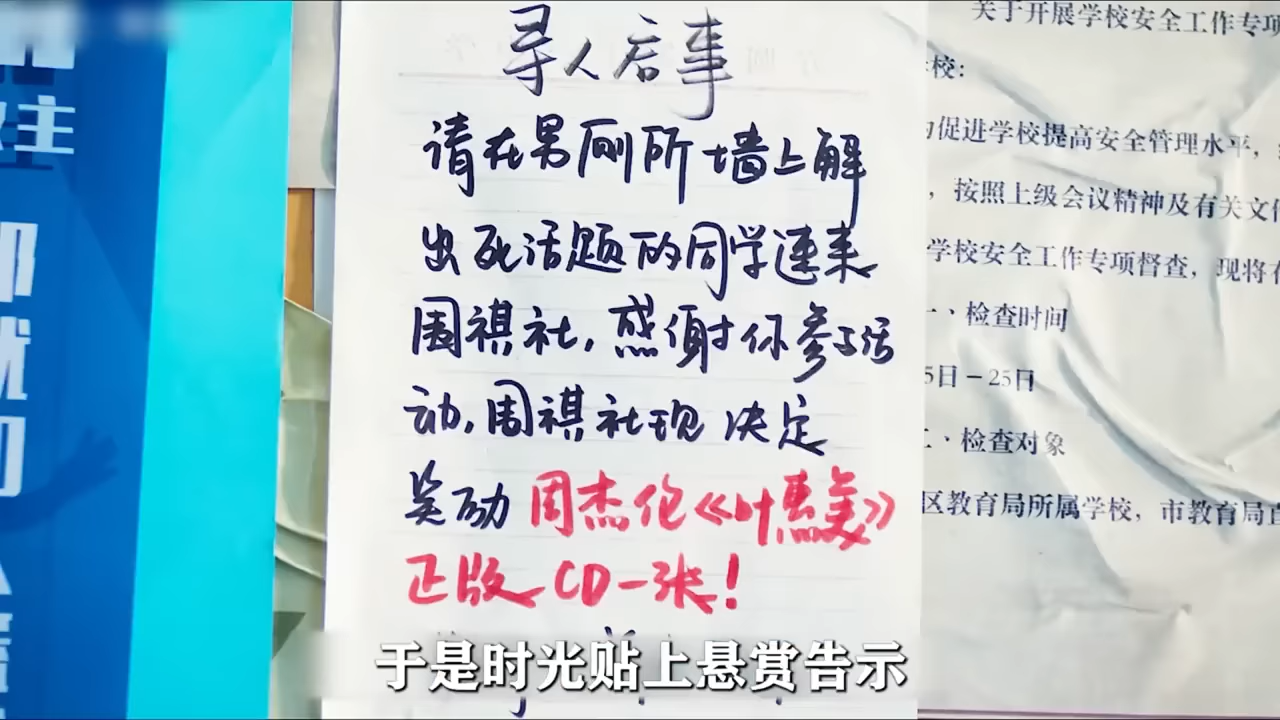 寻人启事
请在男厕所墙上解
出死活题的同学速来
围棋社，感谢你参与活
动，围棋社现决定
奖励周杰伦《叶惠美》
正版CD一张！
关于开展学校安全工作专项
校：
促进学校提高安全管理水平，
，按照上级会议精神及有关文
学校安全工作专项督查，现将
一、检查时间
5日－25日
二、检查对象
区教育局所属学校，市教育局
主
于是时光贴上悬赏告示